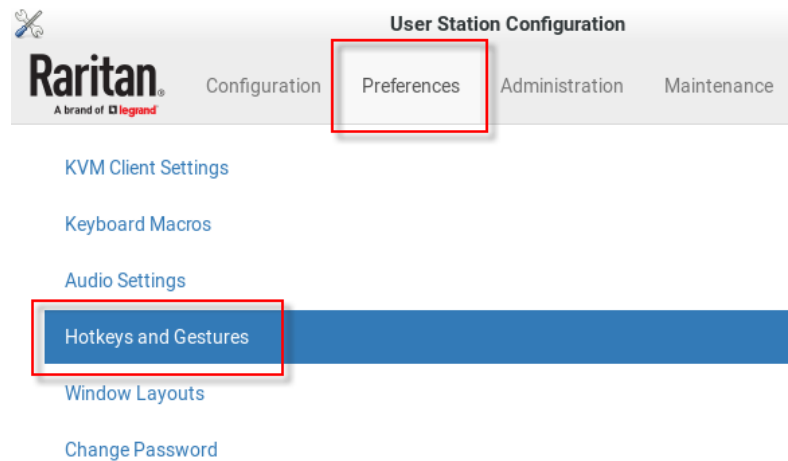 User Station Configuration
Raritan.
A brand of legrand
Configuration Preferences Administration Maintenance
KVM Client Settings
Keyboard Macros
Audio Settings
Hotkeys and Gestures
Window Layouts
Change Password